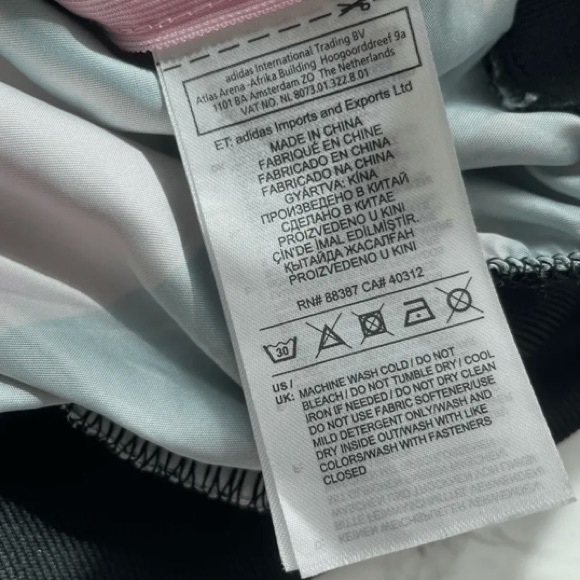 adidas International Trading BV
Atlas Arena -Afrika Building Hoogoorddreef 9a
1101 BA Amsterdam ZO The Netherlands
VAT NO. NL 8073.01.322.B.01
ET: adidas Imports and Exports Ltd
MADE IN CHINA
FABRIQUÉ EN CHINE
FABRICADO EN CHINA
FABRICADO NA CHINA
GYÁRTVA: KÍNA
ПРОИЗВЕДЕНО В КИТАЙ
СДЕЛАНО В КИТАЕ
PROIZVEDENO U KINI
ÇIN'DE İMAL EDİLMİŞTİR.
ҚЫТАЙДА ЖАСАЛҒАН
PROIZVEDENO U KINI
RN# 88387 CA# 40312
30
US /
UK: MACHINE WASH COLD / DO NOT
BLEACH / DO NOT TUMBLE DRY / COOL
IRON IF NEEDED / DO NOT DRY CLEAN
DO NOT USE FABRIC SOFTENER/USE
MILD DETERGENT ONLY/WASH AND
DRY INSIDE OUT/WASH WITH LIKE
COLORS/WASH WITH FASTENERS
CLOSED